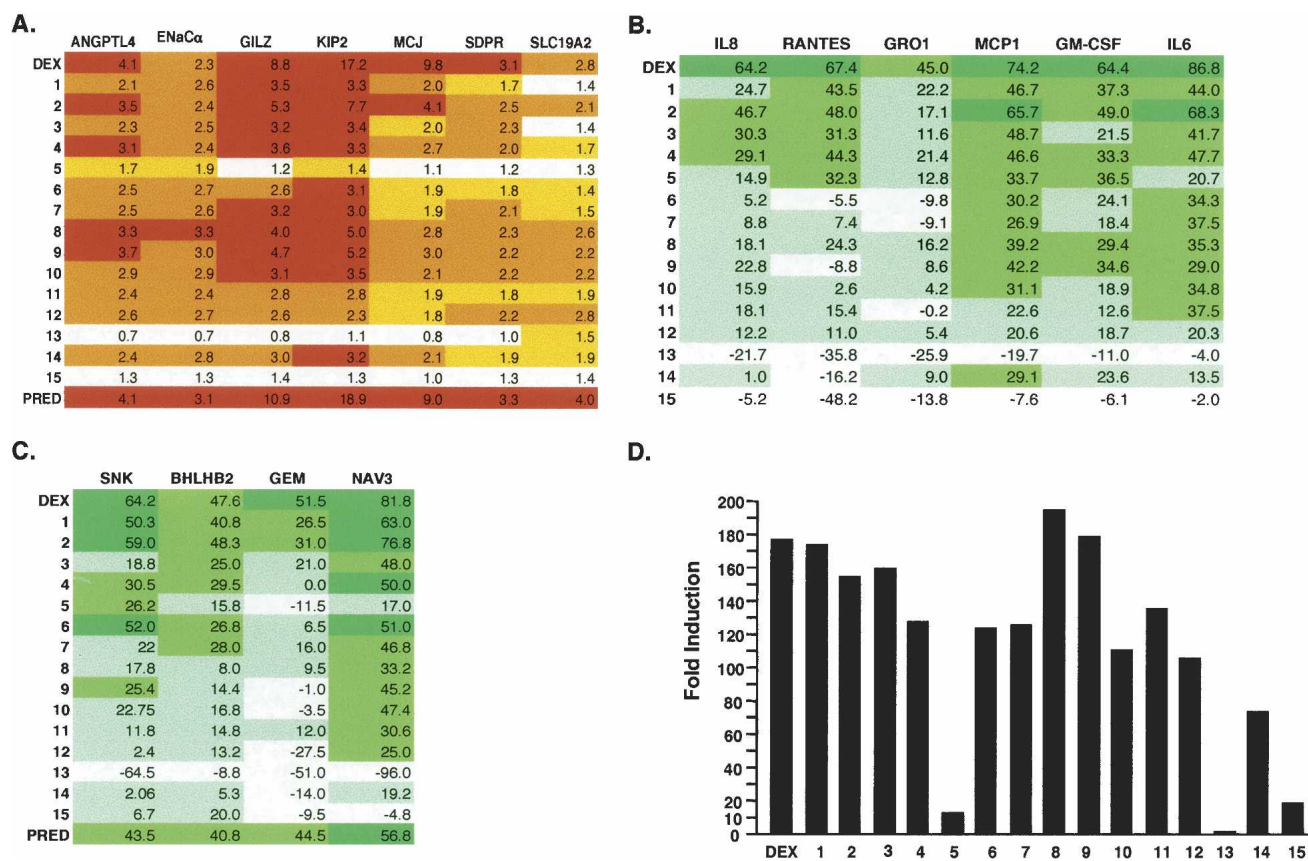 A.
ANGPTL4 ENaCα GILZ KIP2 MCJ SDPR SLC19A2
DEX 4.1 2.3 8.8 17.2 9.8 3.1 2.8
1 2.1 2.6 3.5 3.3 2.0 1.7 1.4
2 3.5 2.4 5.3 7.7 4.1 2.5 2.1
3 2.3 2.5 3.2 3.4 2.0 2.3 1.4
4 3.1 2.4 3.6 3.3 2.7 2.0 1.7
5 1.7 1.9 1.2 1.4 1.1 1.2 1.3
6 2.5 2.7 2.6 3.1 1.9 1.8 1.4
7 2.5 2.6 3.2 3.0 1.9 2.1 1.5
8 3.3 3.3 4.0 5.0 2.8 2.3 2.6
9 3.7 3.0 4.7 5.2 3.0 2.2 2.2
10 2.9 2.9 3.1 3.5 2.1 2.2 2.2
11 2.4 2.4 2.8 2.8 1.9 1.8 1.9
12 2.6 2.7 2.6 2.3 1.8 2.2 2.8
13 0.7 0.7 0.8 1.1 0.8 1.0 1.5
14 2.4 2.8 3.0 3.2 2.1 1.9 1.9
15 1.3 1.3 1.4 1.3 1.0 1.3 1.4
PRED 4.1 3.1 10.9 18.9 9.0 3.3 4.0
B.
IL8 RANTES GRO1 MCP1 GM-CSF IL6
DEX 64.2 67.4 45.0 74.2 64.4 86.8
1 24.7 43.5 22.2 46.7 37.3 44.0
2 46.7 48.0 17.1 65.7 49.0 68.3
3 30.3 31.3 11.6 48.7 21.5 41.7
4 29.1 44.3 21.4 46.6 33.3 47.7
5 14.9 32.3 12.8 33.7 36.5 20.7
6 5.2 -5.5 -9.8 30.2 24.1 34.3
7 8.8 7.4 -9.1 26.9 18.4 37.5
8 18.1 24.3 16.2 39.2 29.4 35.3
9 22.8 -8.8 8.6 42.2 34.6 29.0
10 15.9 2.6 4.2 31.1 18.9 34.8
11 18.1 15.4 -0.2 22.6 12.6 37.5
12 12.2 11.0 5.4 20.6 18.7 20.3
13 -21.7 -35.8 -25.9 -19.7 -11.0 -4.0
14 1.0 -16.2 9.0 29.1 23.6 13.5
15 -5.2 -48.2 -13.8 -7.6 -6.1 -2.0
C.
SNK BHLHB2 GEM NAV3
DEX 64.2 47.6 51.5 81.8
1 50.3 40.8 26.5 63.0
2 59.0 48.3 31.0 76.8
3 18.8 25.0 21.0 48.0
4 30.5 29.5 0.0 50.0
5 26.2 15.8 -11.5 17.0
6 52.0 26.8 6.5 51.0
7 22 28.0 16.0 46.8
8 17.8 8.0 9.5 33.2
9 25.4 14.4 -1.0 45.2
10 22.75 16.8 -3.5 47.4
11 11.8 14.8 12.0 30.6
12 2.4 13.2 -27.5 25.0
13 -64.5 -8.8 -51.0 -96.0
14 2.06 5.3 -14.0 19.2
15 6.7 20.0 -9.5 -4.8
PRED 43.5 40.8 44.5 56.8
D.
Fold Induction
200
180
160
140
120
100
80
60
40
20
10
0
DEX 1 2 3 4 5 6 7 8 9 10 11 12 13 14 15